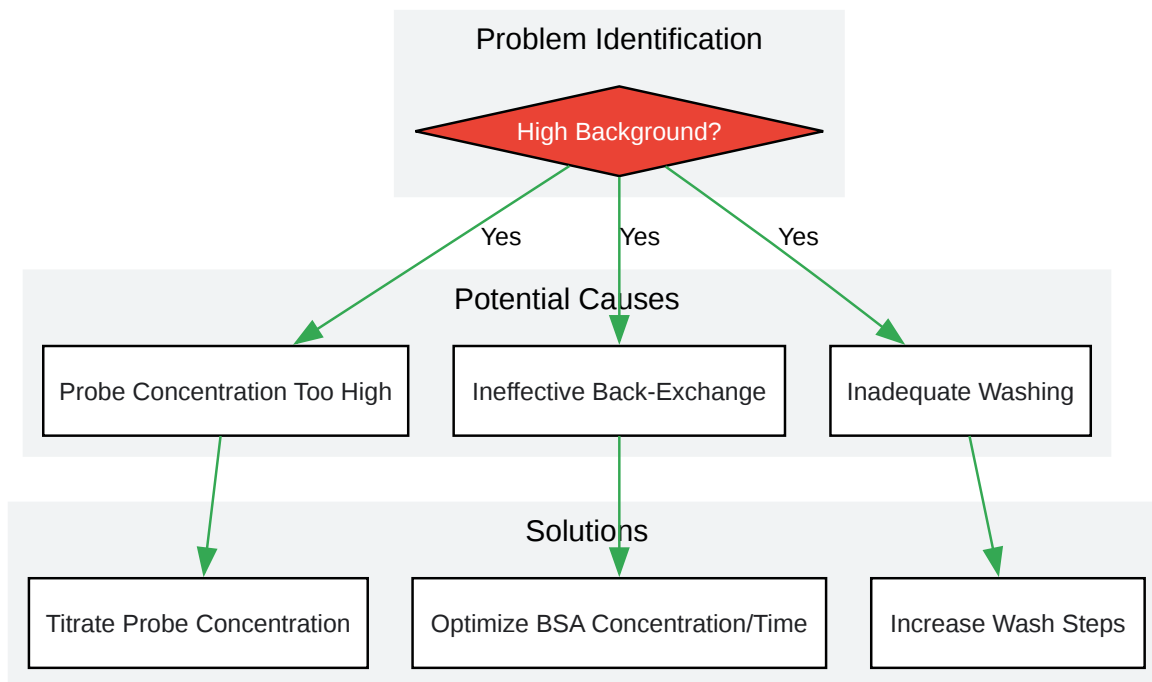 Problem Identification
High Background?
Yes
Yes
Yes
Potential Causes
Probe Concentration Too High
Ineffective Back-Exchange
Inadequate Washing
Solutions
Titrate Probe Concentration
Optimize BSA Concentration/Time
Increase Wash Steps